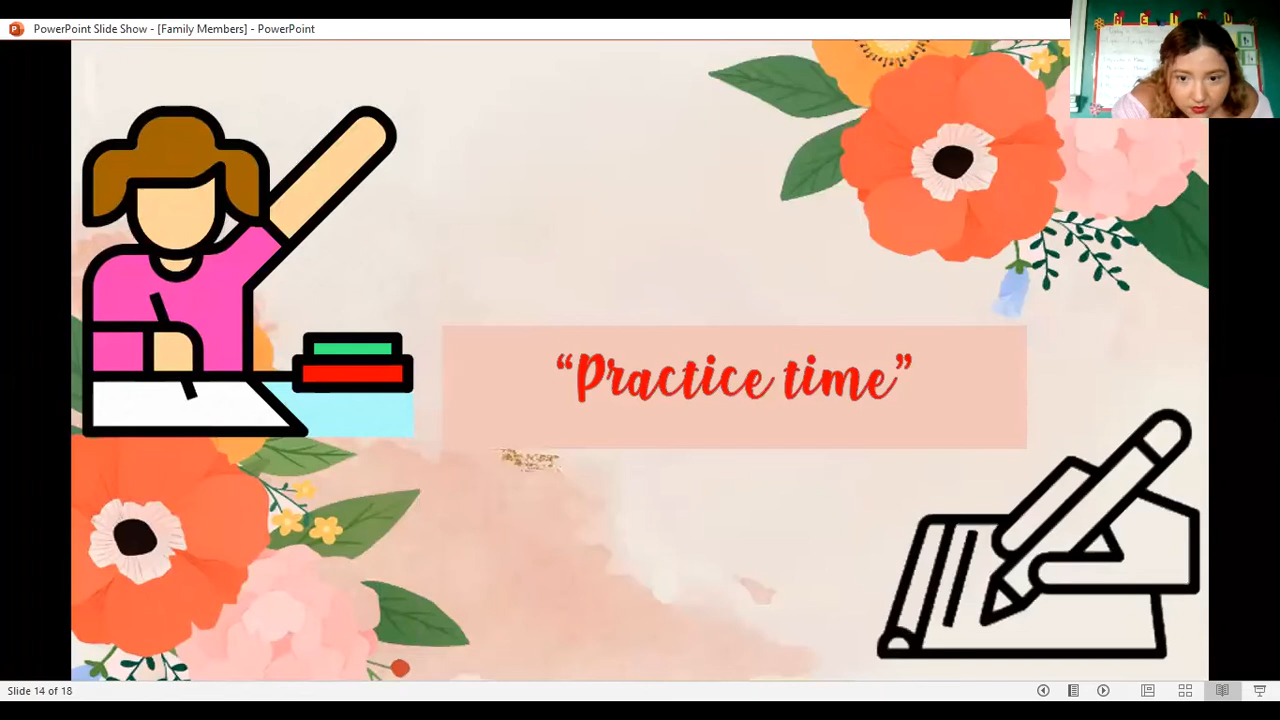 PowerPoint Slide Show - [Family Members] - PowerPoint
A E I O U
“Practice time”
Slide 14 of 18